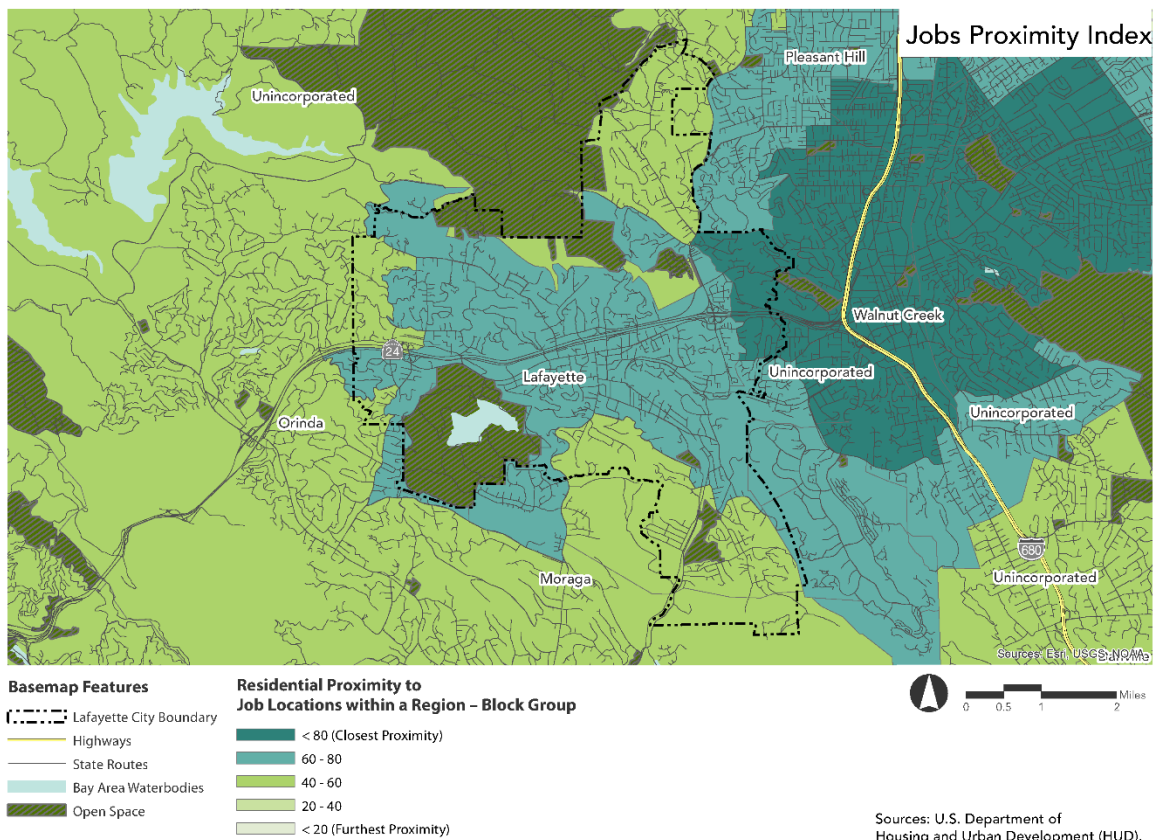 Jobs Proximity Index
Pleasant Hill
Unincorporated
Walnut Creek
24
Lafayette
Unincorporated
Unincorporated
Orinda
680
Moraga
Unincorporated
Sources: Esri, USGS, NOAA
Basemap Features
Lafayette City Boundary
Highways
State Routes
Bay Area Waterbodies
Open Space
Residential Proximity to
Job Locations within a Region – Block Group
< 80 (Closest Proximity)
60 - 80
40 - 60
20 - 40
< 20 (Furthest Proximity)
Miles
0 0.5 1 2
Sources: U.S. Department of
Housing and Urban Development (HUD),